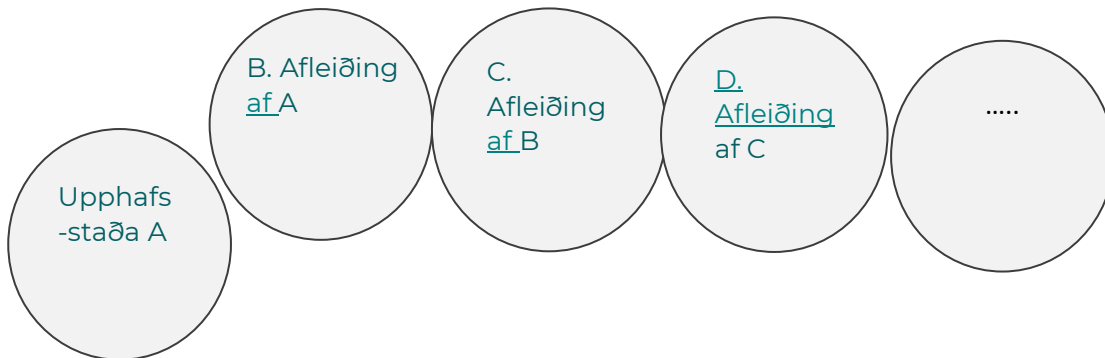 Upphafs
-staða A
B. Afleiðing
af A
C.
Afleiðing
af B
D.
Afleiðing
af C
.....